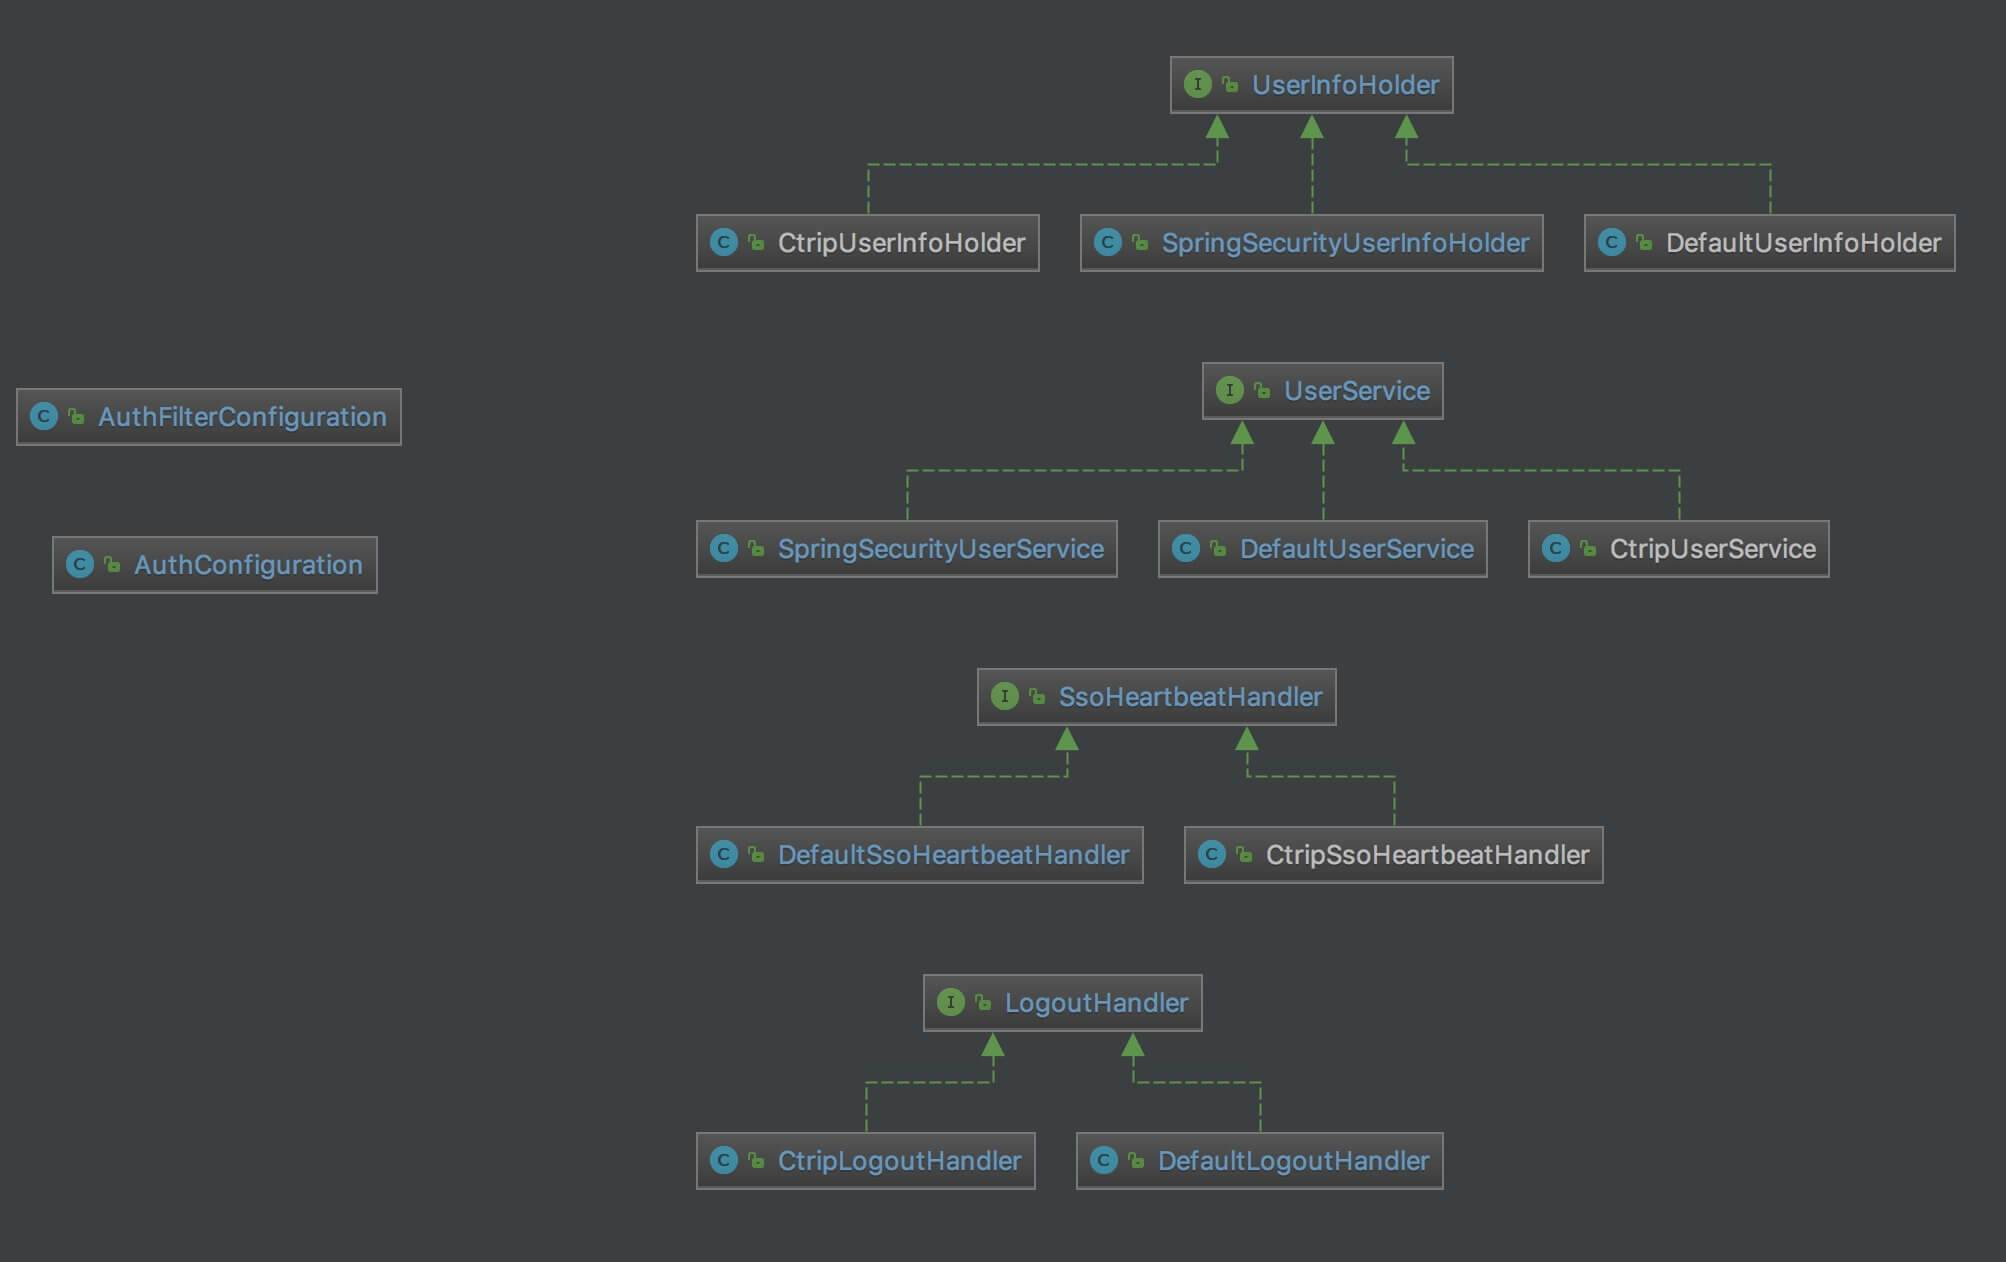 I UserInfoHolder
C CtripUserInfoHolder
C SpringSecurityUserInfoHolder
C DefaultUserInfoHolder
C AuthFilterConfiguration
C AuthConfiguration
I UserService
C SpringSecurityUserService
C DefaultUserService
C CtripUserService
I SsoHeartbeatHandler
C DefaultSsoHeartbeatHandler
C CtripSsoHeartbeatHandler
I LogoutHandler
C CtripLogoutHandler
C DefaultLogoutHandler